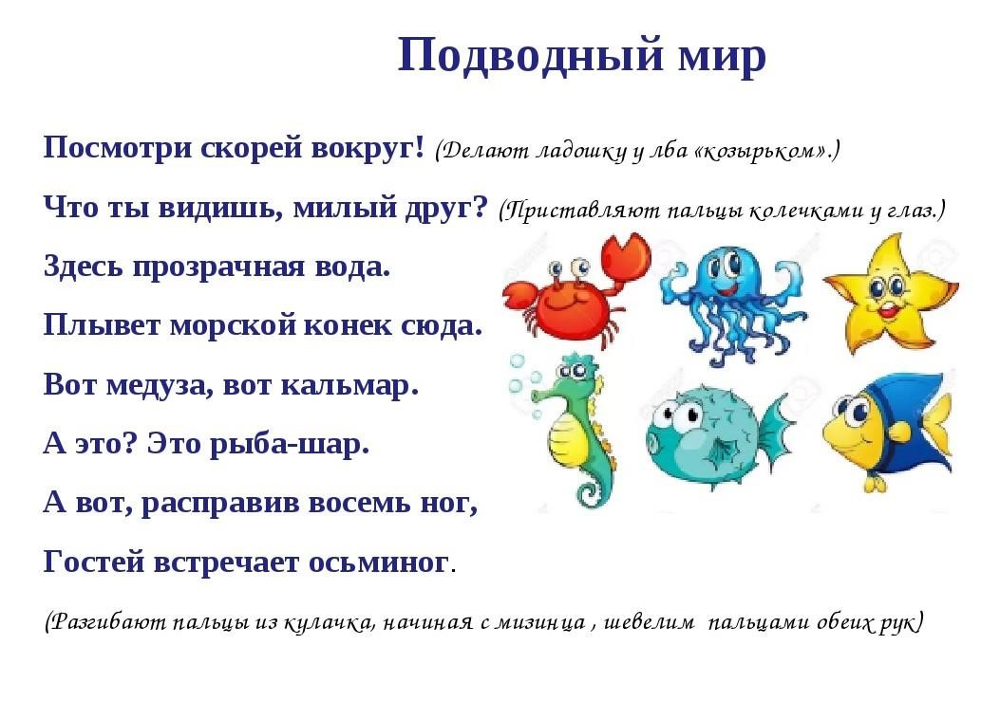 Подводный мир
Посмотри скорей вокруг! (Делают ладошку у лба «козырьком».)
Что ты видишь, милый друг? (Приставляют пальцы колечками у глаз.)
Здесь прозрачная вода.
Плывет морской конек сюда.
Вот медуза, вот кальмар.
А это? Это рыба-шар.
А вот, расправив восемь ног,
Гостей встречает осьминог.
(Разгибают пальцы из кулачка, начиная с мизинца , шевелим пальцами обеих рук)